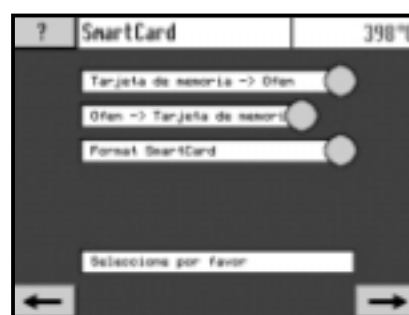 ? SmartCard 398°C
Tarjeta de memoria -> Ofen
Ofen -> Tarjeta de memori
Format SmartCard
Seleccione por favor